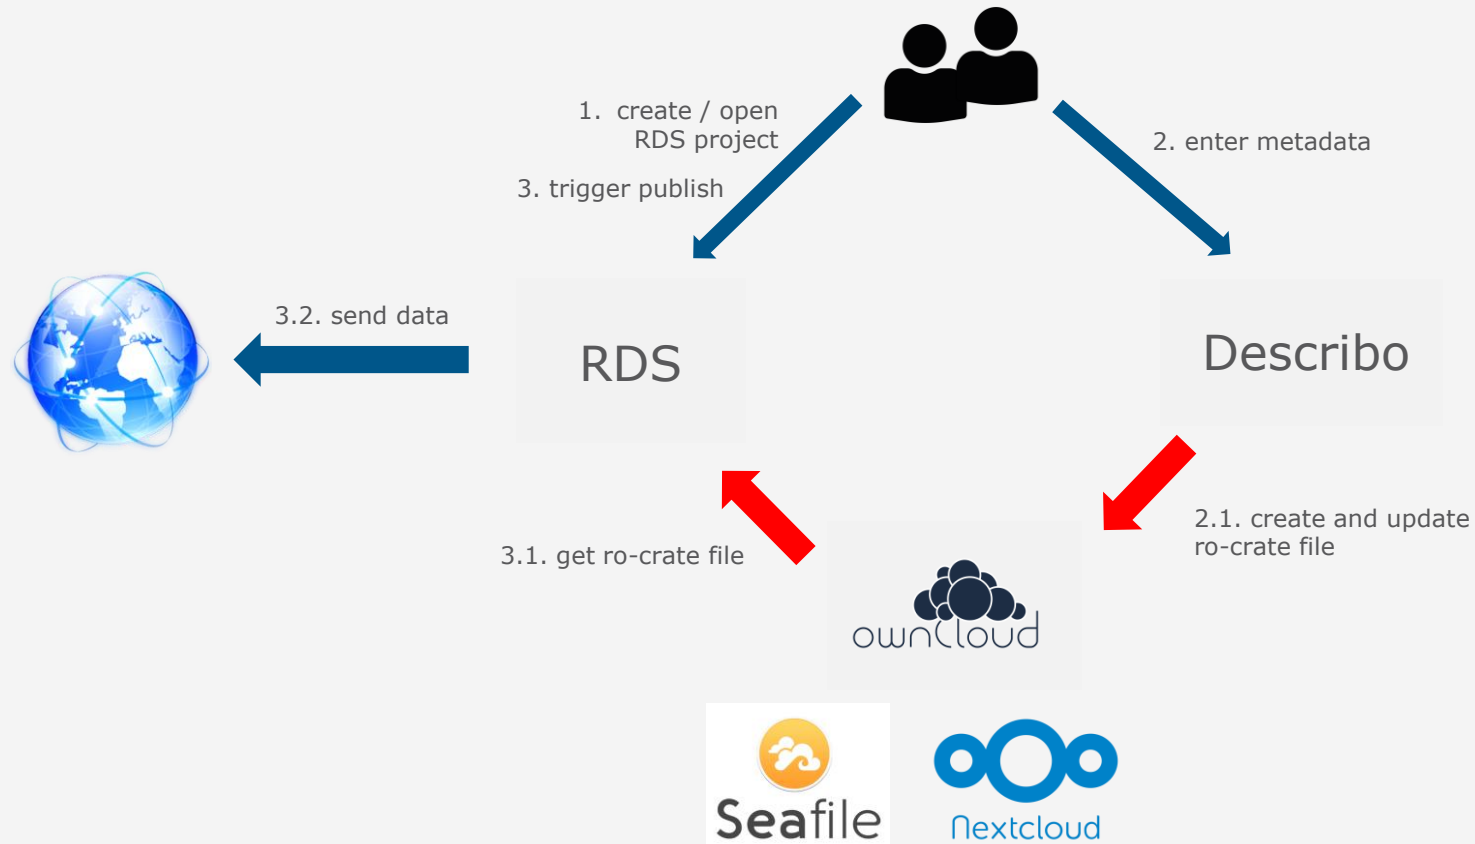 1. create / open
RDS project
3. trigger publish
2. enter metadata
3.2. send data
RDS
Describo
2.1. create and update
ro-crate file
3.1. get ro-crate file
ownCloud
Seafile
Nextcloud